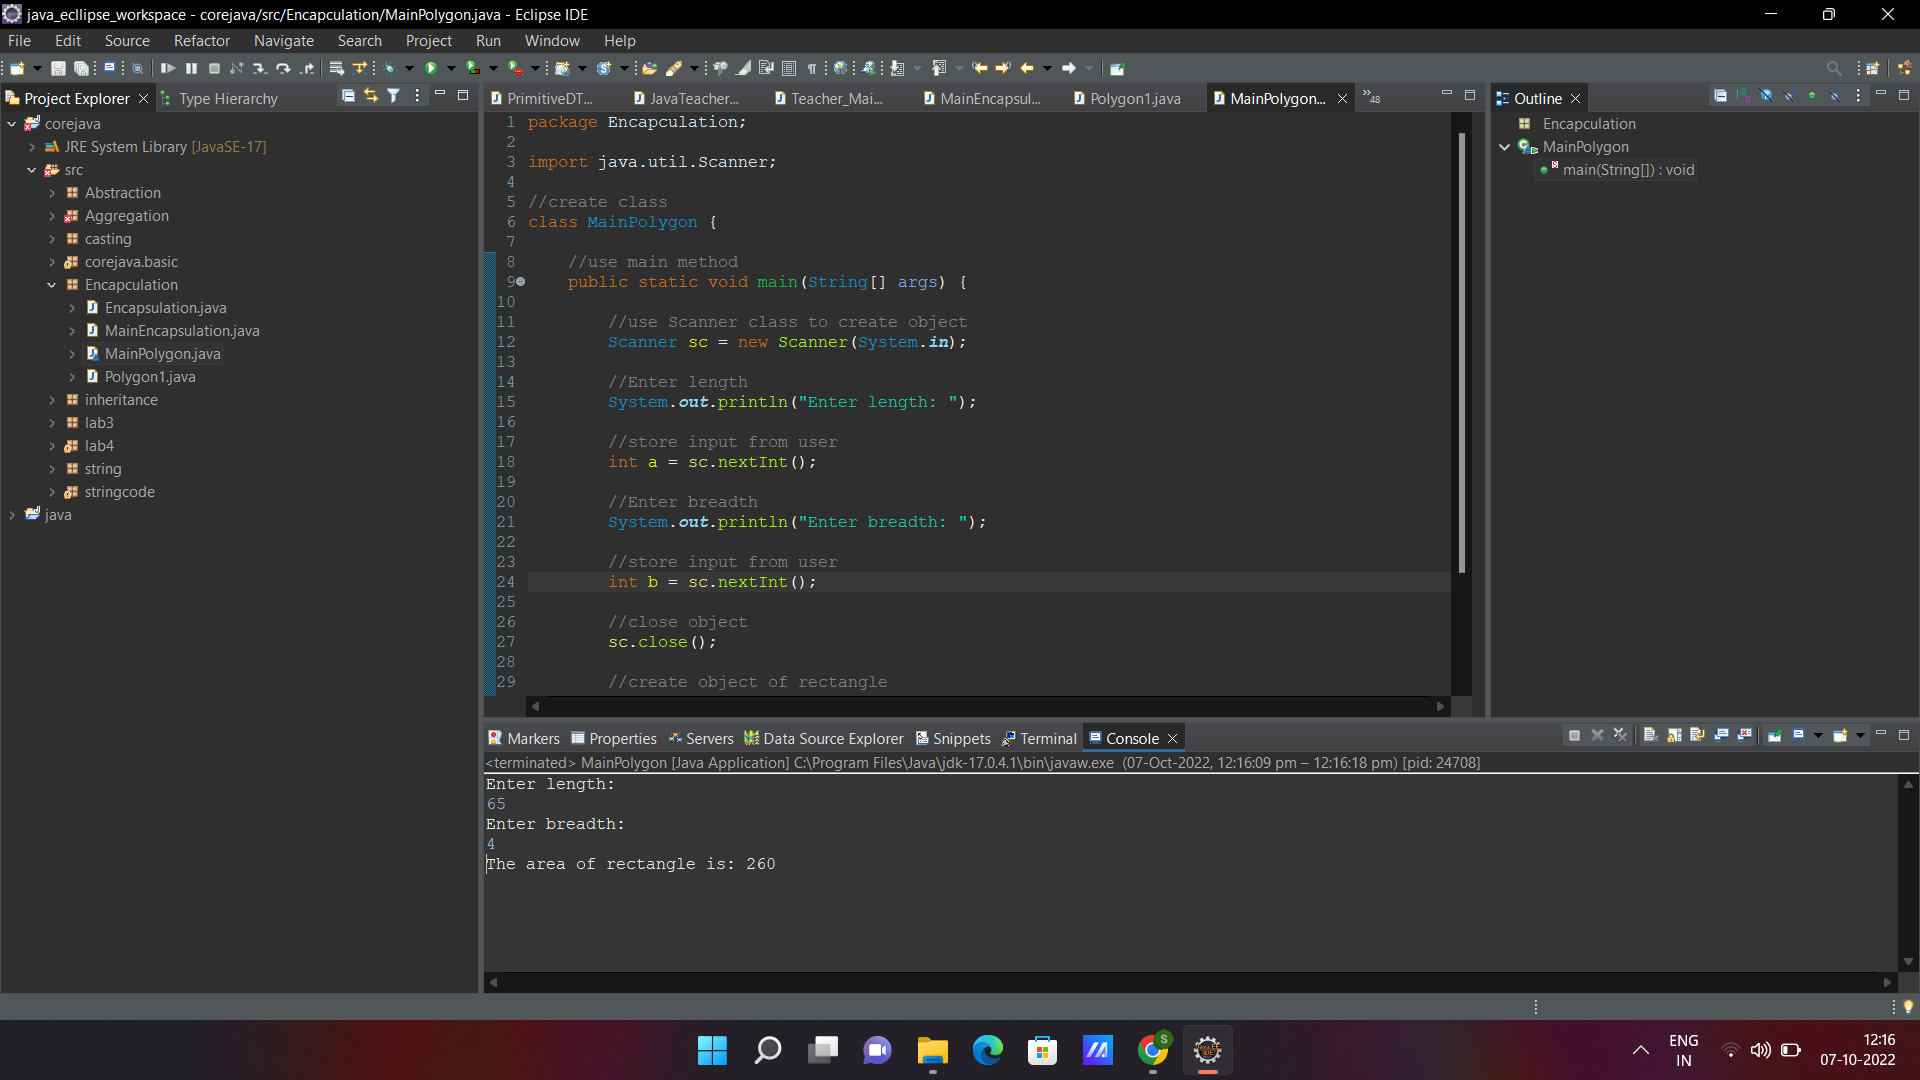 java_ecllipse_workspace - corejava/src/Encapculation/MainPolygon.java - Eclipse IDE
File Edit Source Refactor Navigate Search Project Run Window Help
Project Explorer Type Hierarchy
corejava
JRE System Library [JavaSE-17]
src
Abstraction
Aggregation
casting
corejava.basic
Encapculation
Encapsulation.java
MainEncapsulation.java
MainPolygon.java
Polygon1.java
inheritance
lab3
lab4
string
stringcode
java
PrimitiveDT... JavaTeacher... Teacher_Mai... MainEncapsul... Polygon1.java MainPolygon... »48
1 package Encapculation;
2
3 import java.util.Scanner;
4
5 //create class
6 class MainPolygon {
7
8 //use main method
9 public static void main(String[] args) {
10
11 //use Scanner class to create object
12 Scanner sc = new Scanner(System.in);
13
14 //Enter length
15 System.out.println("Enter length: ");
16
17 //store input from user
18 int a = sc.nextInt();
19
20 //Enter breadth
21 System.out.println("Enter breadth: ");
22
23 //store input from user
24 int b = sc.nextInt();
25
26 //close object
27 sc.close();
28
29 //create object of rectangle
Outline
Encapculation
MainPolygon
main(String[]) : void
Markers Properties Servers Data Source Explorer Snippets Terminal Console
<terminated> MainPolygon [Java Application] C:\Program Files\Java\jdk-17.0.4.1\bin\javaw.exe (07-Oct-2022, 12:16:09 pm – 12:16:18 pm) [pid: 24708]
Enter length:
65
Enter breadth:
4
The area of rectangle is: 260
S
ENG
IN
12:16
07-10-2022